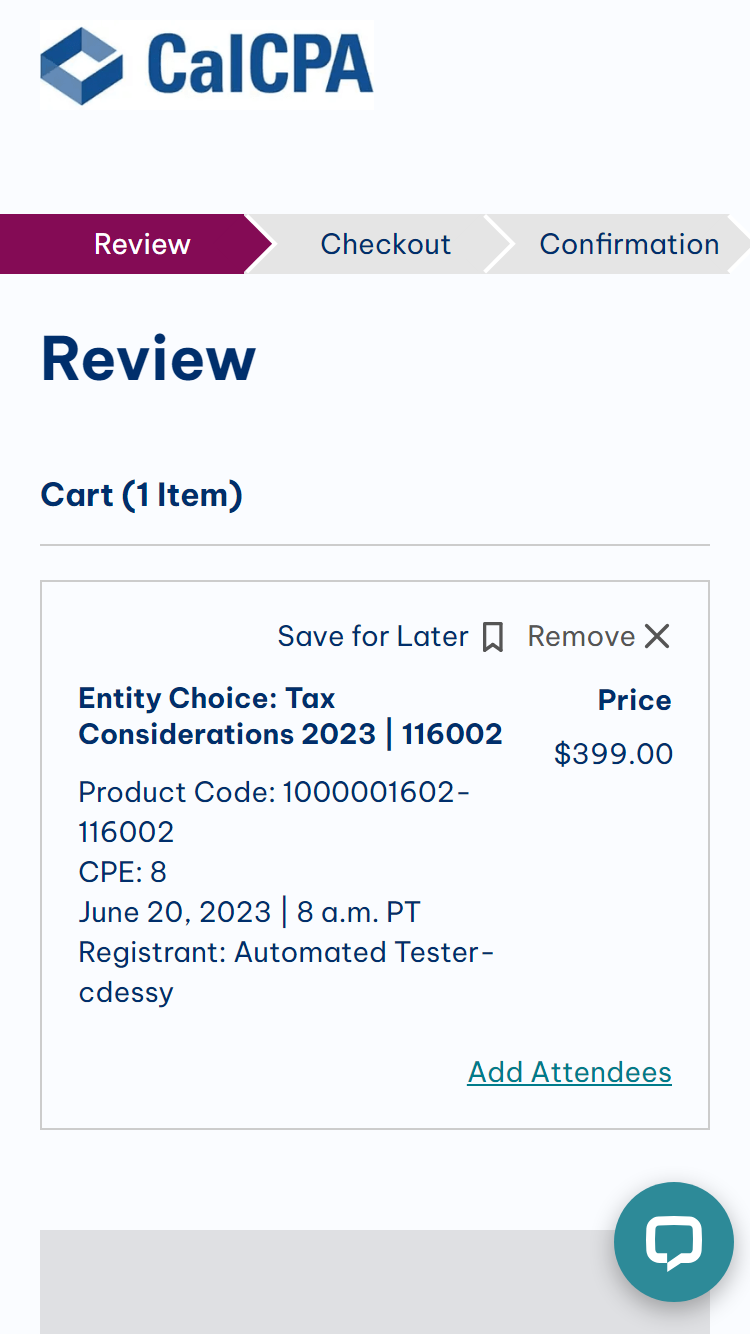 CalCPA
Review
Checkout
Confirmation
Review
Cart (1 Item)
Save for Later
Remove
Entity Choice: Tax
Considerations 2023 | 116002
Price
$399.00
Product Code: 1000001602-
116002
CPE: 8
June 20, 2023 | 8 a.m. PT
Registrant: Automated Tester-
cdessy
Add Attendees